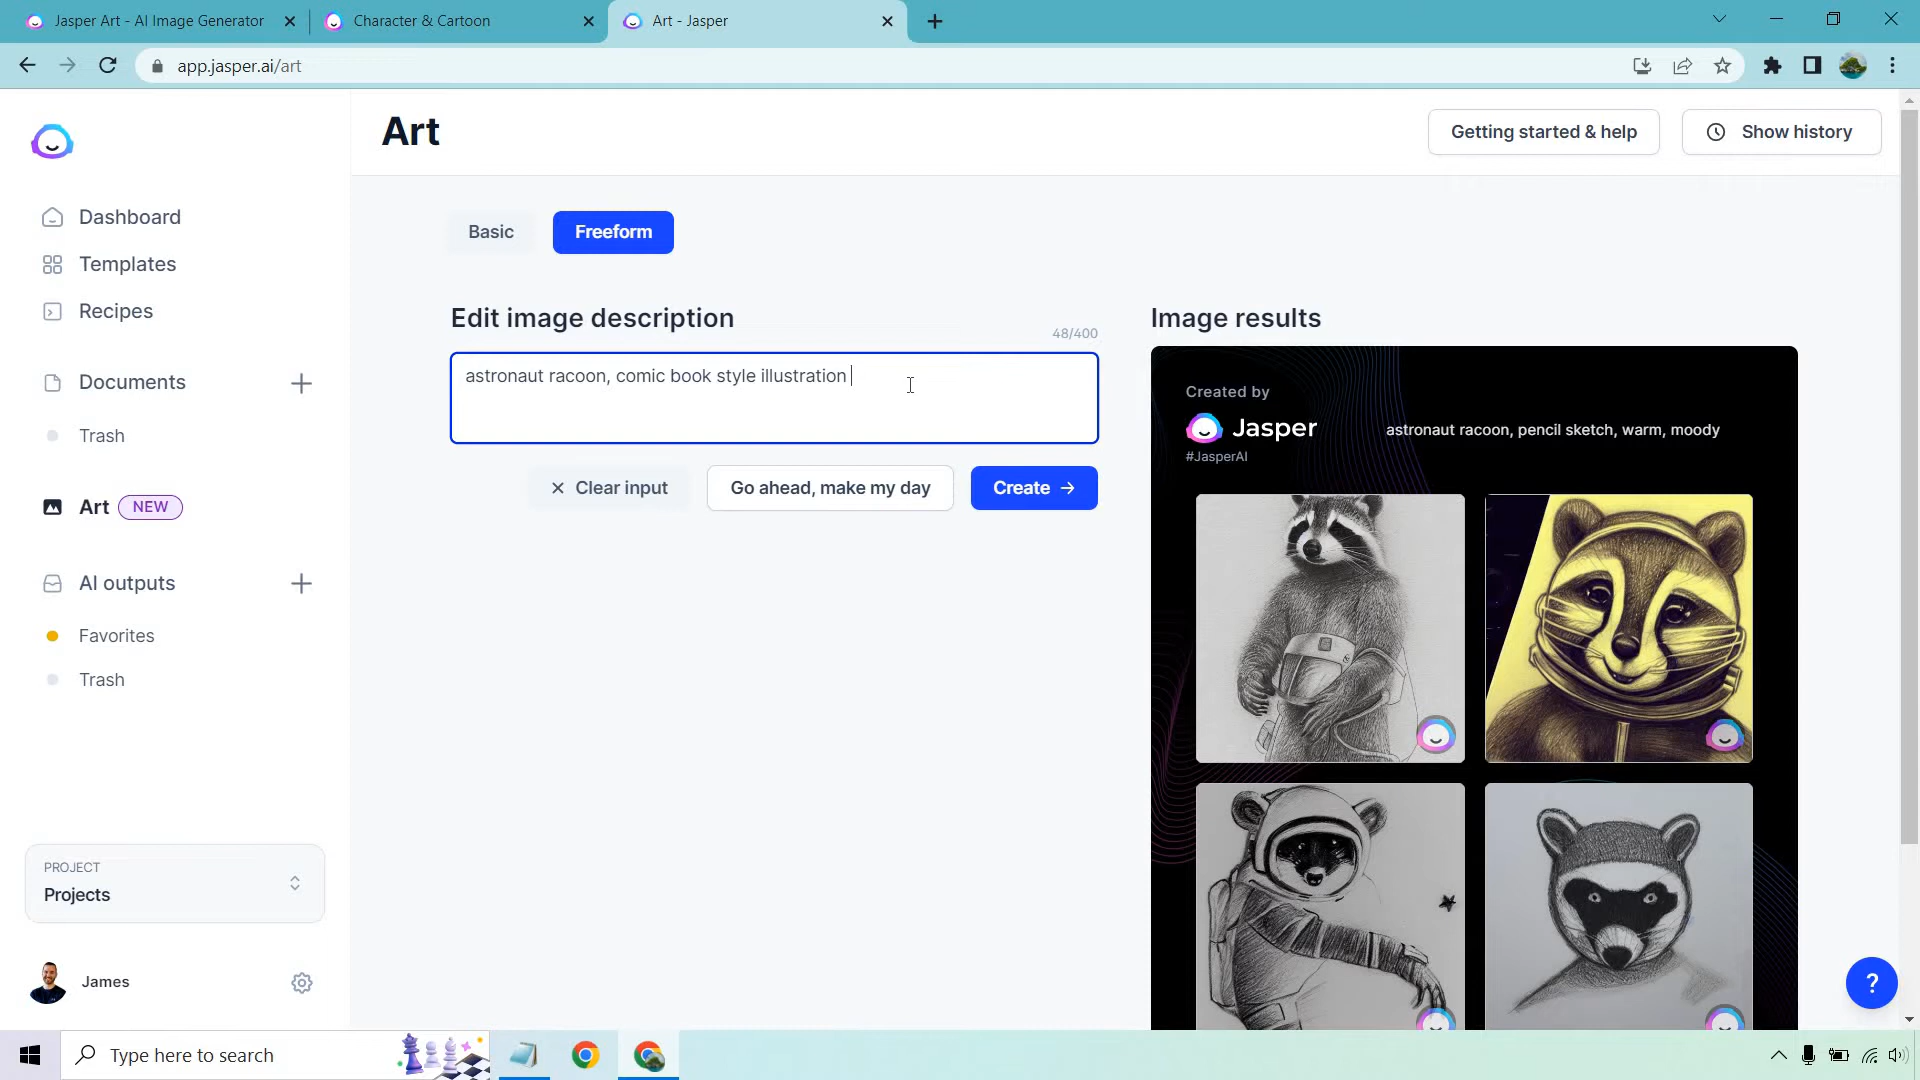 Jasper Art - AI Image Generator
Character & Cartoon
Art - Jasper
app.jasper.ai/art
Art
Getting started & help
Show history
Dashboard
Templates
Recipes
Documents
Trash
Art NEW
AI outputs
Favorites
Trash
PROJECT
Projects
James
Basic
Freeform
Edit image description
48/400
astronaut racoon, comic book style illustration
Clear input
Go ahead, make my day
Create →
Image results
Created by
Jasper
#JasperAI
astronaut racoon, pencil sketch, warm, moody
?
Type here to search